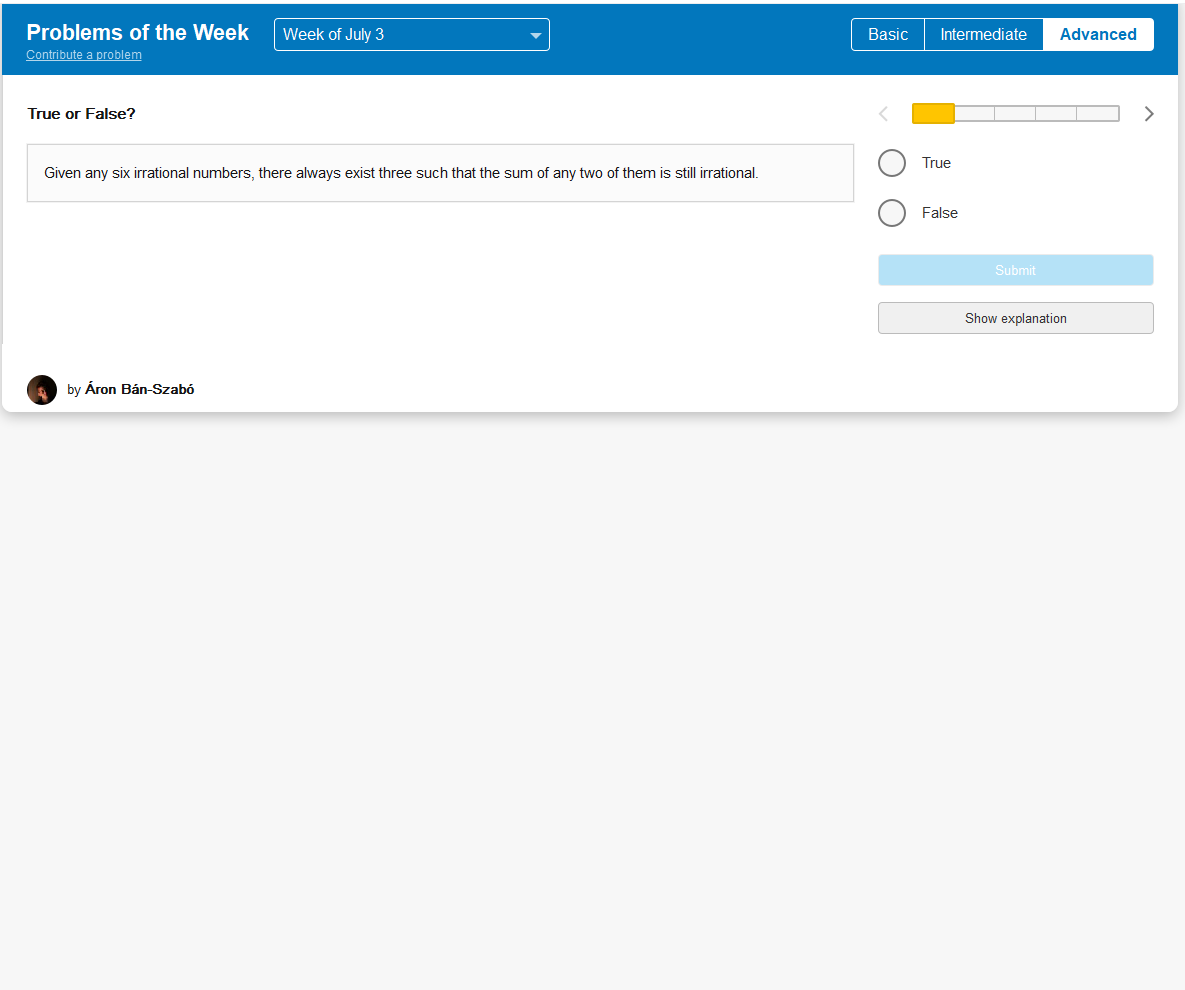 Problems of the Week
Contribute a problem
Week of July 3
Basic
Intermediate
Advanced
True or False?
Given any six irrational numbers, there always exist three such that the sum of any two of them is still irrational.
True
False
Submit
Show explanation
by Áron Bán-Szabó